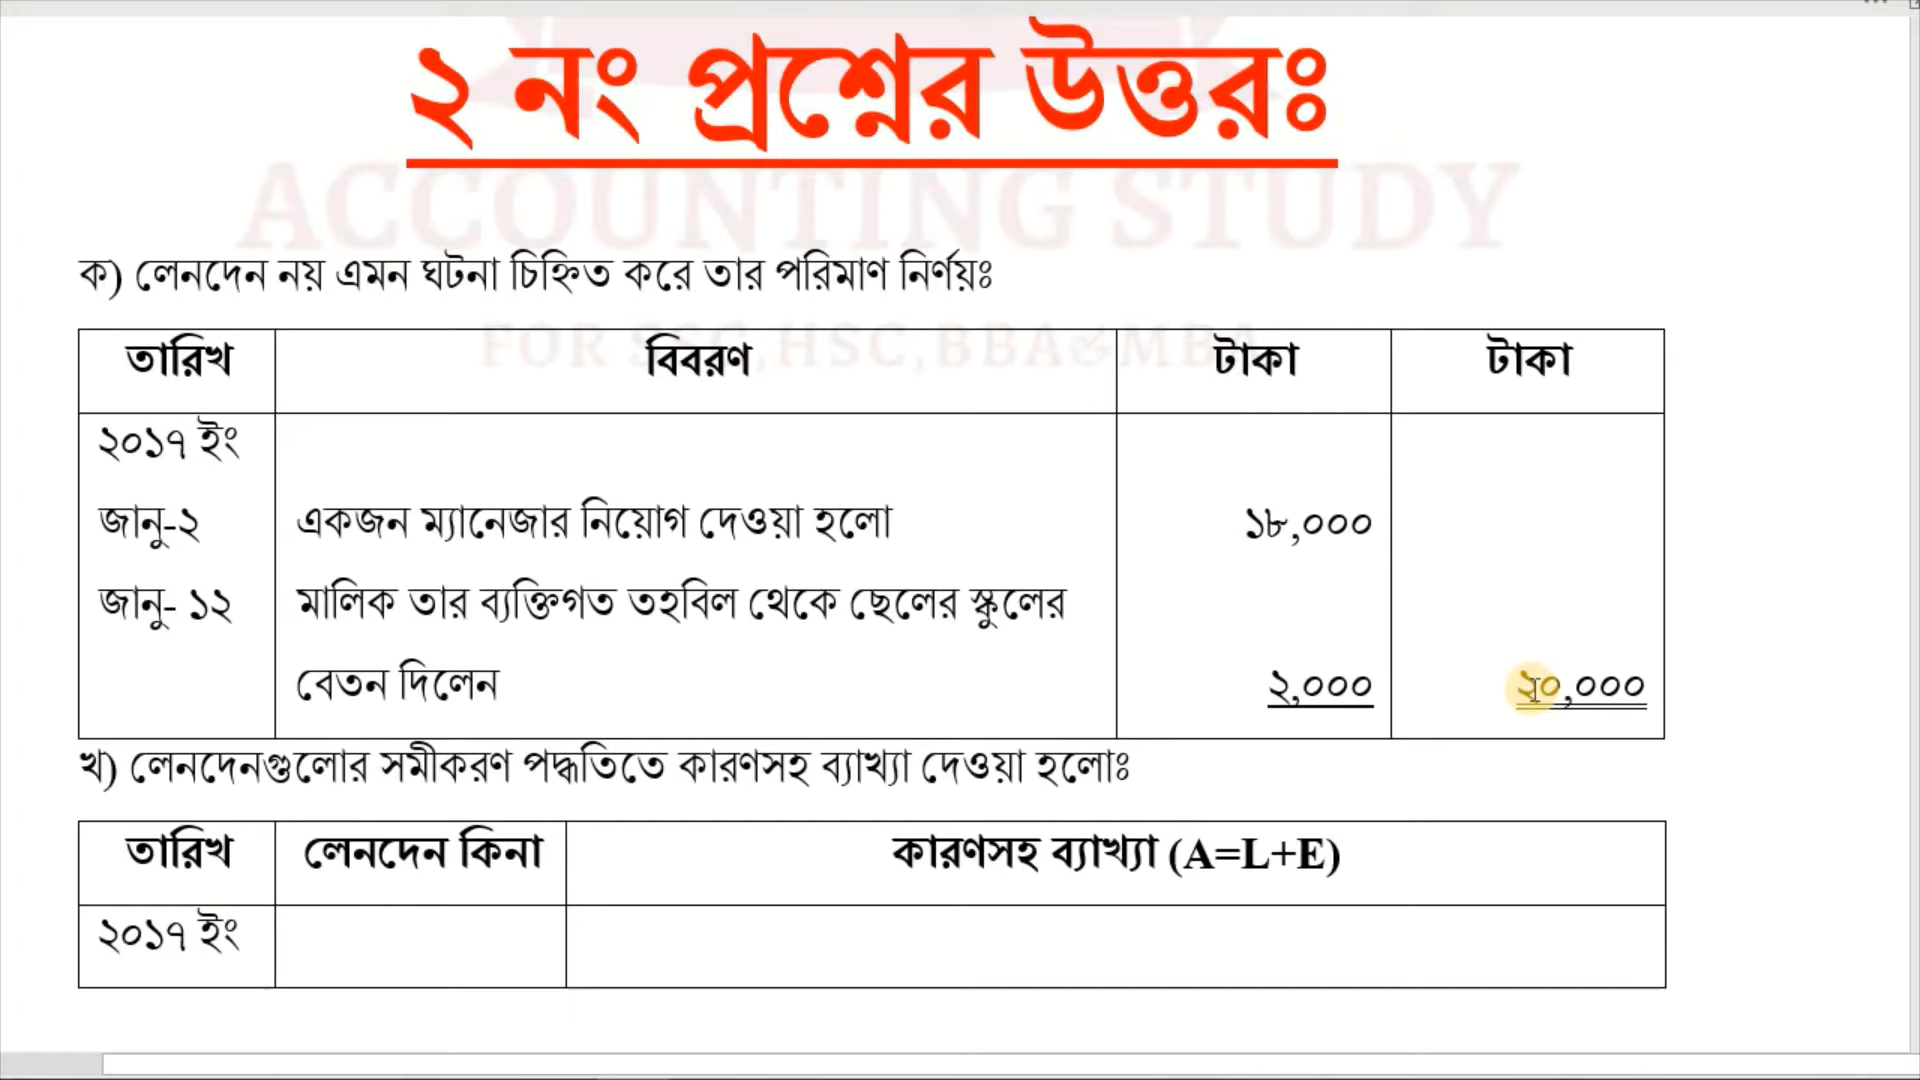 ২ নং প্রশ্নের উত্তরঃ
ACCOUNTING STUDY
ক) লেনদেন নয় এমন ঘটনা চিহ্নিত করে তার পরিমাণ নির্ণয়ঃ
FOR SSC,HSC,BBA&MBA
তারিখ বিবরণ টাকা টাকা
২০১৭ ইং
জানু-২ একজন ম্যানেজার নিয়োগ দেওয়া হলো ১৮,০০০
জানু- ১২ মালিক তার ব্যক্তিগত তহবিল থেকে ছেলের স্কুলের
বেতন দিলেন ২,০০০ ২০,০০০
খ) লেনদেনগুলোর সমীকরণ পদ্ধতিতে কারণসহ ব্যাখ্যা দেওয়া হলোঃ
তারিখ লেনদেন কিনা কারণসহ ব্যাখ্যা (A=L+E)
২০১৭ ইং